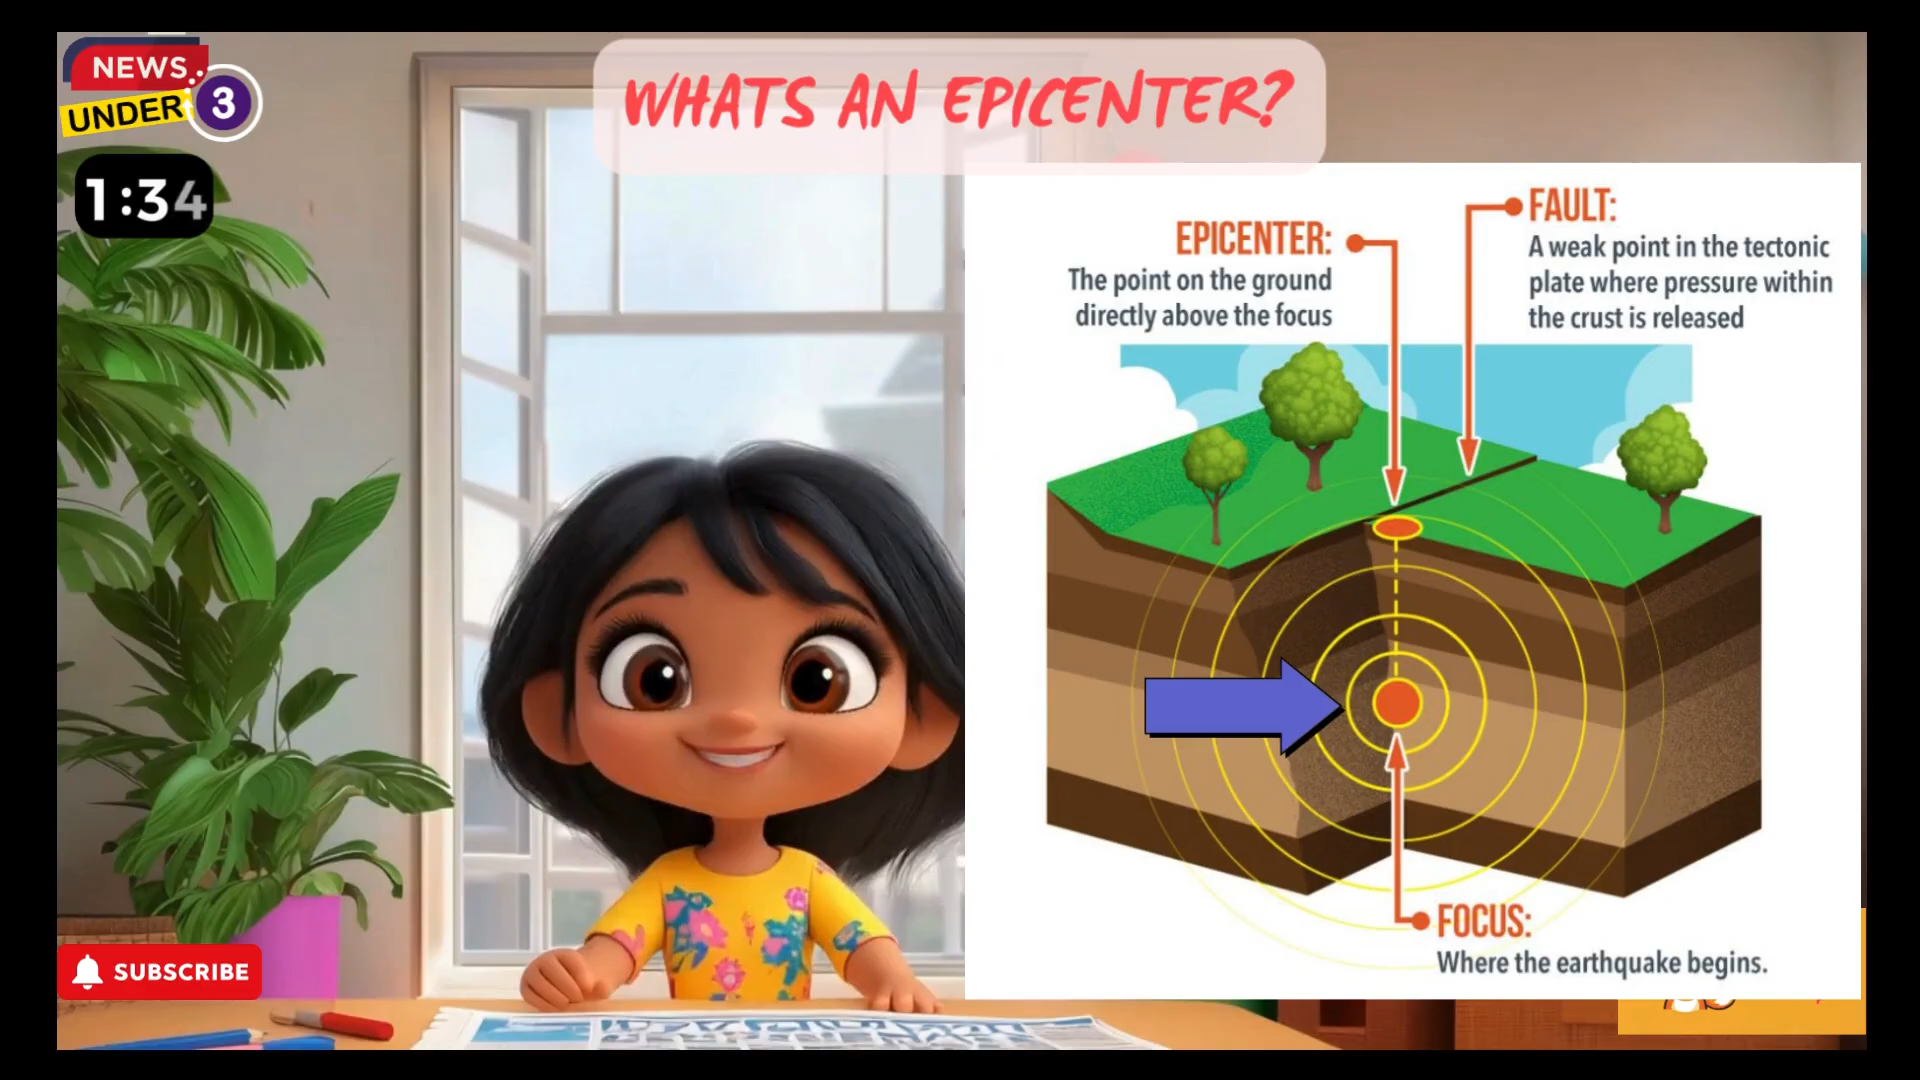 NEWS
UNDER 3
1:34
WHATS AN EPICENTER?
EPICENTER:
The point on the ground
directly above the focus
FAULT:
A weak point in the tectonic
plate where pressure within
the crust is released
FOCUS:
Where the earthquake begins.
SUBSCRIBE